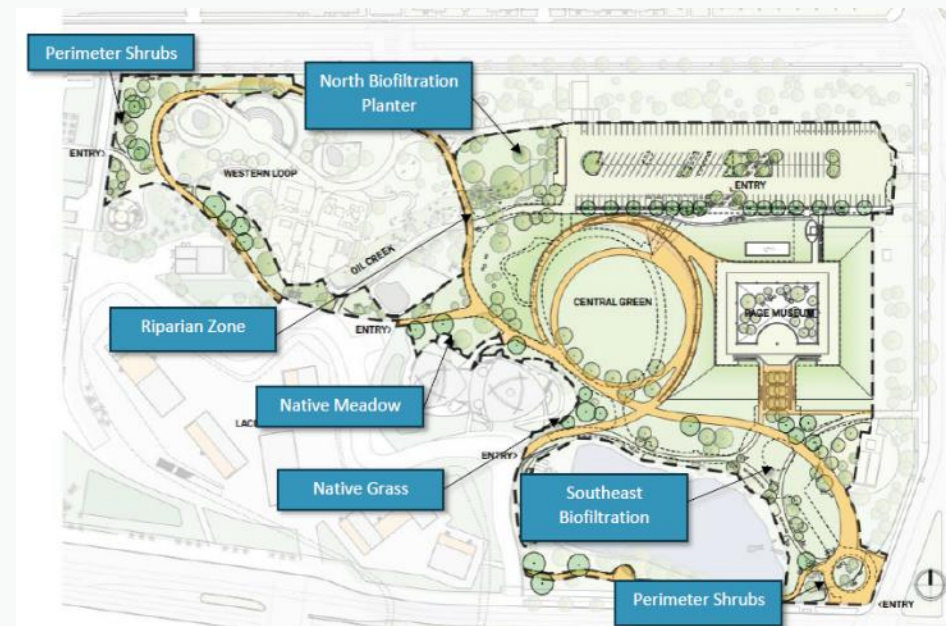 Perimeter Shrubs
North Biofiltration
Planter
ENTRY>
WESTERN LOOP
ENTRY
OIL CREEK
CENTRAL GREEN
PAGE MUSEUM
Riparian Zone
ENTRY>
Native Meadow
ENTRY>
Native Grass
Southeast
Biofiltration
Perimeter Shrubs
<ENTRY